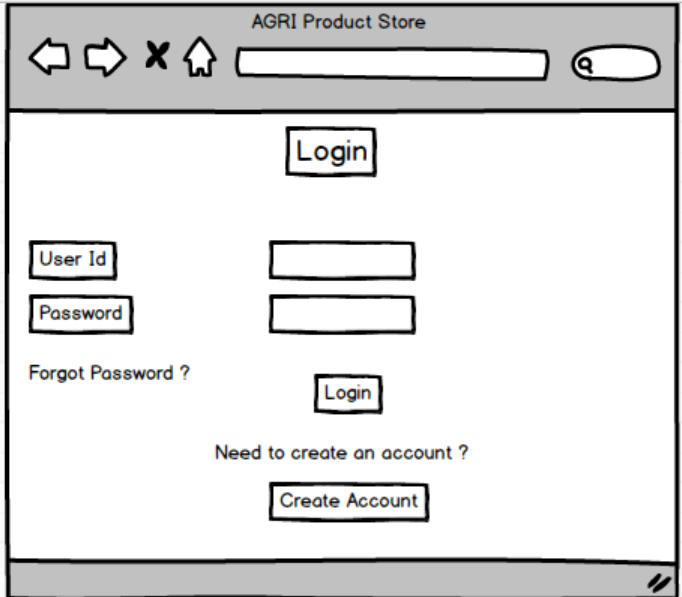 AGRI Product Store
Login
User Id
Password
Forgot Password ?
Login
Need to create an account ?
Create Account